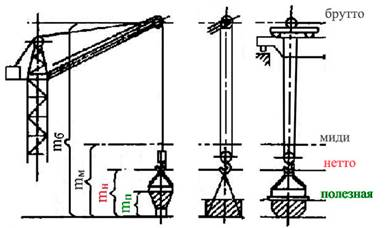 брутто
миди
нетто
полезная
mб
mм
mн
mп